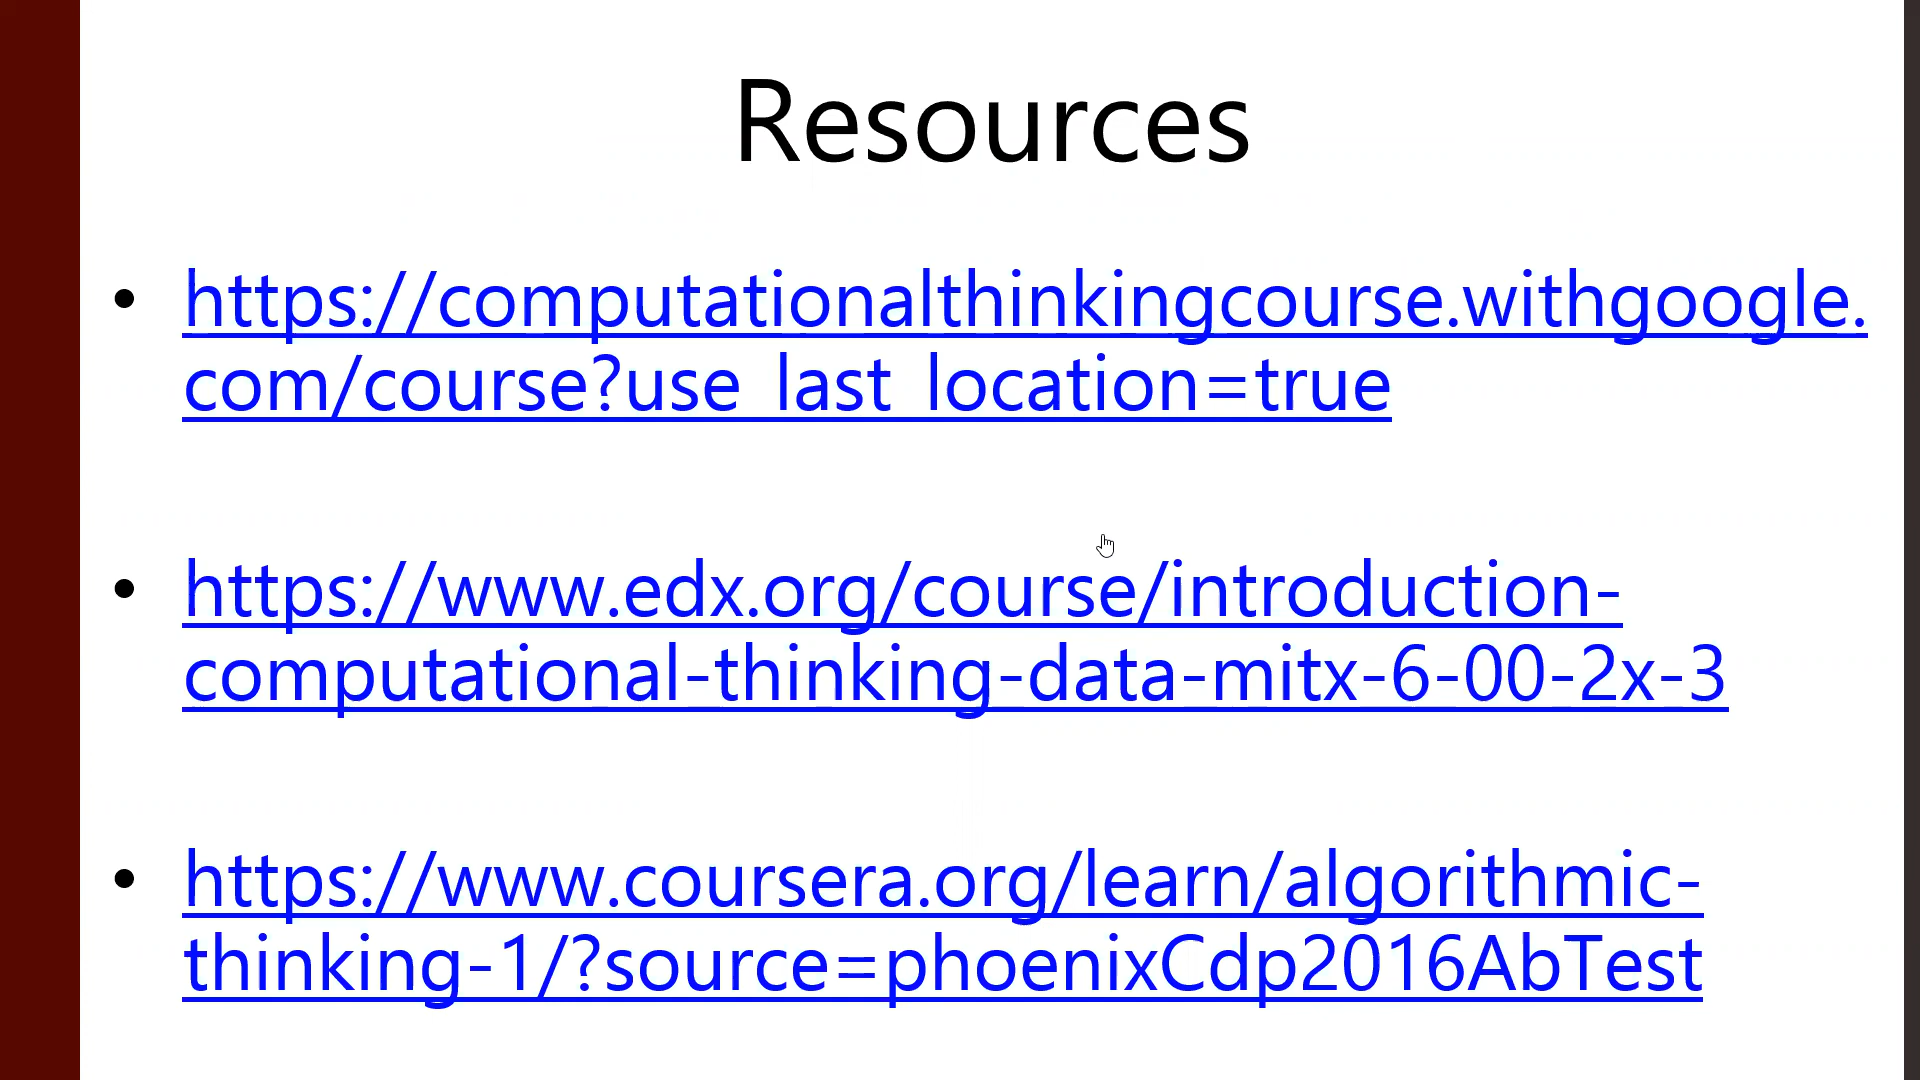 Resources
• https://computationalthinkingcourse.withgoogle.
com/course?use_last_location=true
• https://www.edx.org/course/introduction-
computational-thinking-data-mitx-6-00-2x-3
• https://www.coursera.org/learn/algorithmic-
thinking-1/?source=phoenixCdp2016AbTest